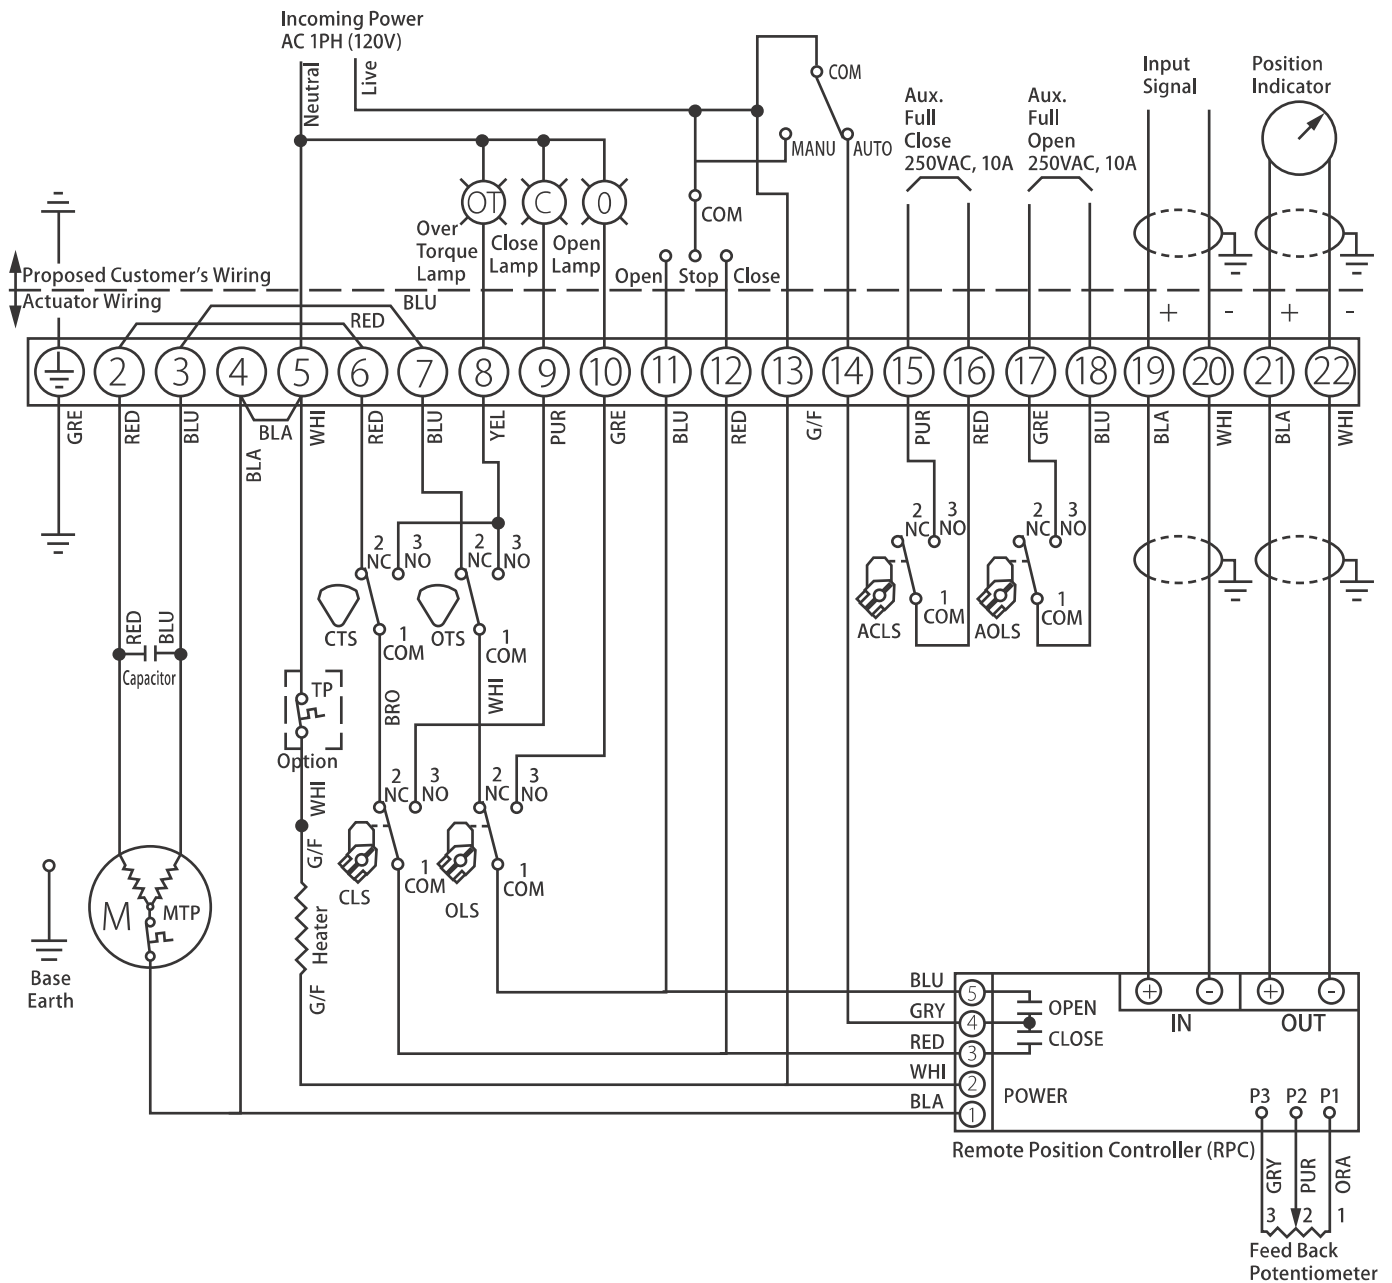 Incoming Power
AC 1PH (120V)
Neutral
Live
COM
MANU
AUTO
Aux.
Full
Close
250VAC, 10A
Aux.
Full
Open
250VAC, 10A
Input
Signal
Position
Indicator
OT
C
0
Over
Torque
Lamp
Close
Lamp
Open
Lamp
COM
Open
Stop
Close
Proposed Customer's Wiring
Actuator Wiring
BLU
RED
+
-
+
-
2
3
4
5
6
7
8
9
10
11
12
13
14
15
16
17
18
19
20
21
22
GRE
RED
BLU
BLA
BLA
WHI
RED
BLU
YEL
PUR
GRE
BLU
RED
G/F
PUR
RED
GRE
BLU
BLA
WHI
BLA
WHI
2
NC
3
NO
2
NC
3
NO
CTS
1
COM
OTS
1
COM
2
NC
3
NO
ACLS
1
COM
2
NC
3
NO
AOLS
1
COM
RED
BLU
Capacitor
TP
Option
BRO
WHI
WHI
G/F
Heater
G/F
2
NC
3
NO
2
NC
3
NO
CLS
1
COM
OLS
1
COM
M
MTP
Base
Earth
BLU
5
OPEN
GRY
4
RED
3
CLOSE
WHI
2
POWER
BLA
1
+
-
IN
+
-
OUT
P3
P2
P1
Remote Position Controller (RPC)
GRY
PUR
ORA
3
2
1
Feed Back
Potentiometer